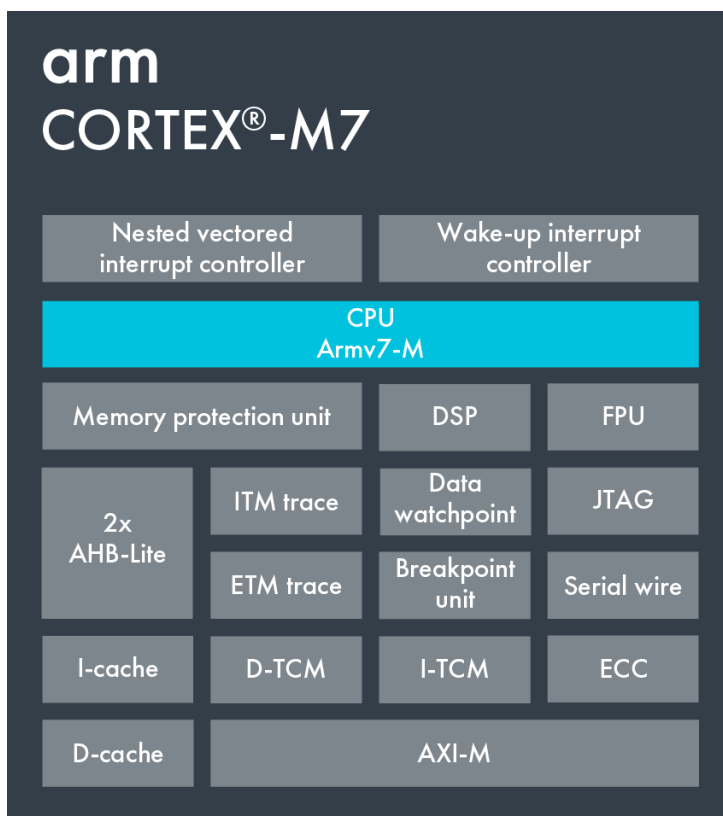 arm
CORTEX®-M7
Nested vectored
interrupt controller
Wake-up interrupt
controller
CPU
Armv7-M
Memory protection unit
DSP
FPU
2x
AHB-Lite
ITM trace
Data
watchpoint
JTAG
ETM trace
Breakpoint
unit
Serial wire
I-cache
D-TCM
I-TCM
ECC
D-cache
AXI-M